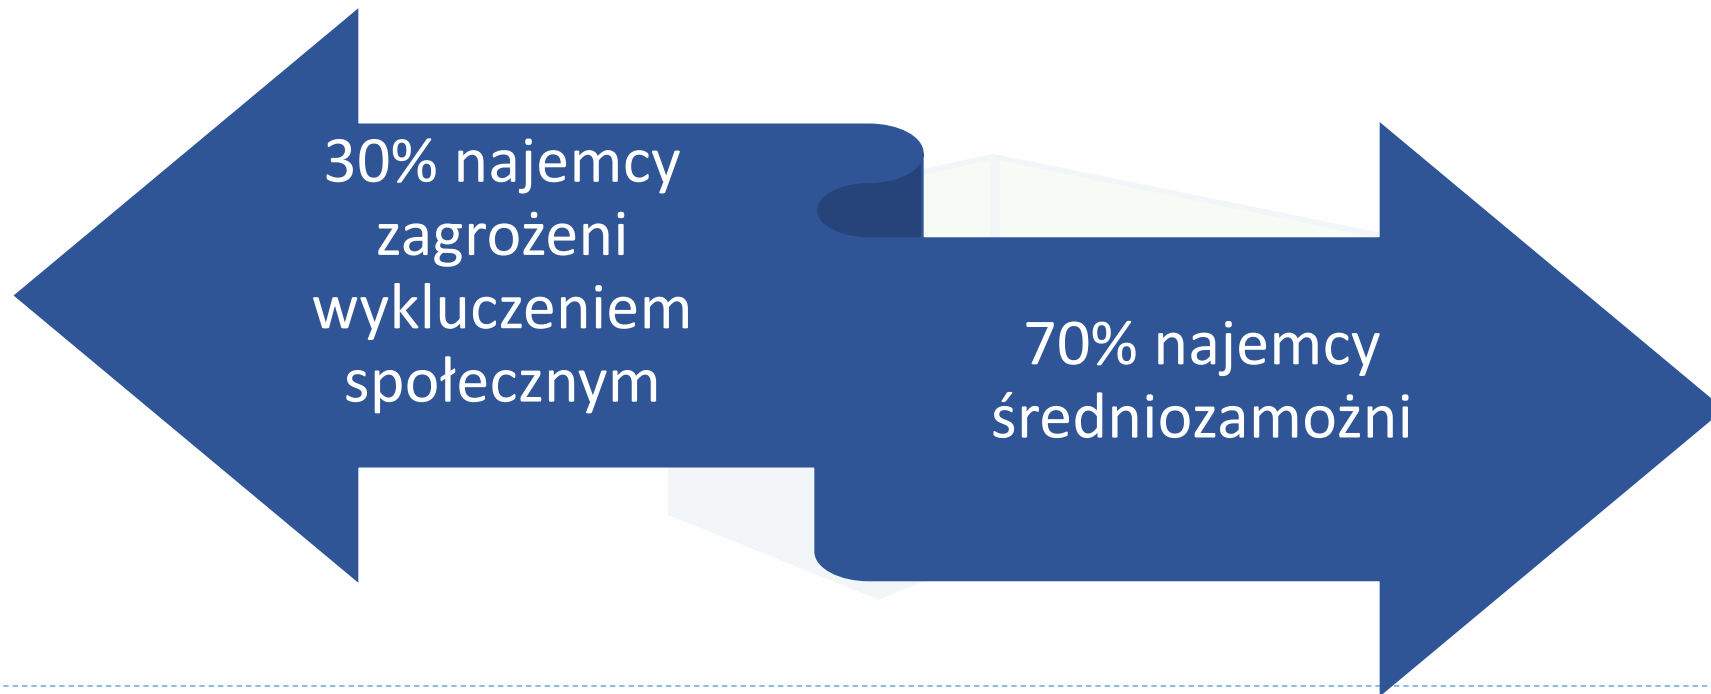 30% najemcy
zagrożeni
wykluczeniem
społecznym
70% najemcy
średniozamożni